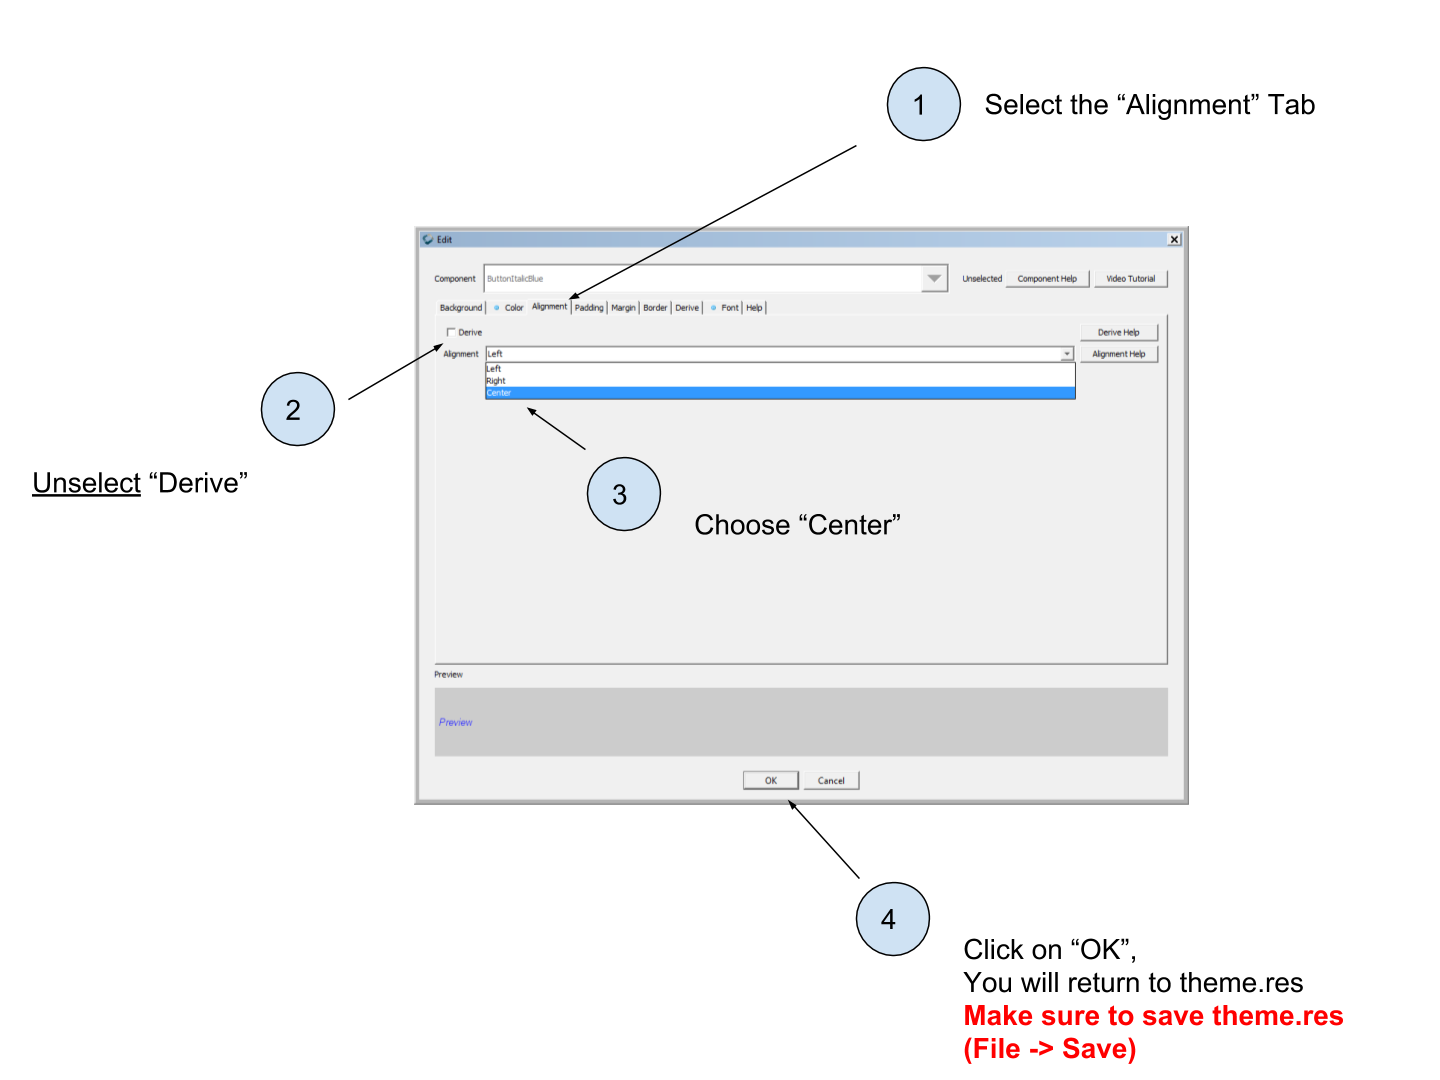 1
Select the “Alignment” Tab
Edit
Component ButtonItalicBlue Unselected Component Help Video Tutorial
Background Color Alignment Padding Margin Border Derive Font Help
Derive Derive Help
Alignment Left Alignment Help
Left
Right
Center
2
Unselect “Derive”
3
Choose “Center”
Preview
Preview
OK Cancel
4
Click on “OK”,
You will return to theme.res
Make sure to save theme.res
(File -> Save)